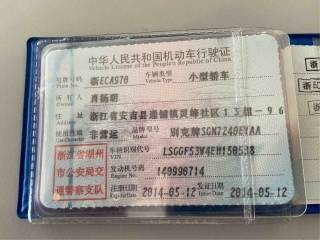 中华人民共和国机动车行驶证
Vehicle License of the People's Republic of China
号牌号码 浙ECA970 车辆类型 小型轿车
Plate No. Vehicle Type
所有人
Owner
住址 浙江省安吉县递铺镇灵峰社区13幢-96
Address
使用性质 非营运 品牌型号 别克牌SGM7240EYAA
Use Character Model
浙江省湖州 车辆识别代号 LSGGF53W4EH150538
VIN
市公安局交 发动机号码 140990714
Engine No.
通警察支队 注册日期 2014-05-12 发证日期 2014-05-12
Register Date Issue Date